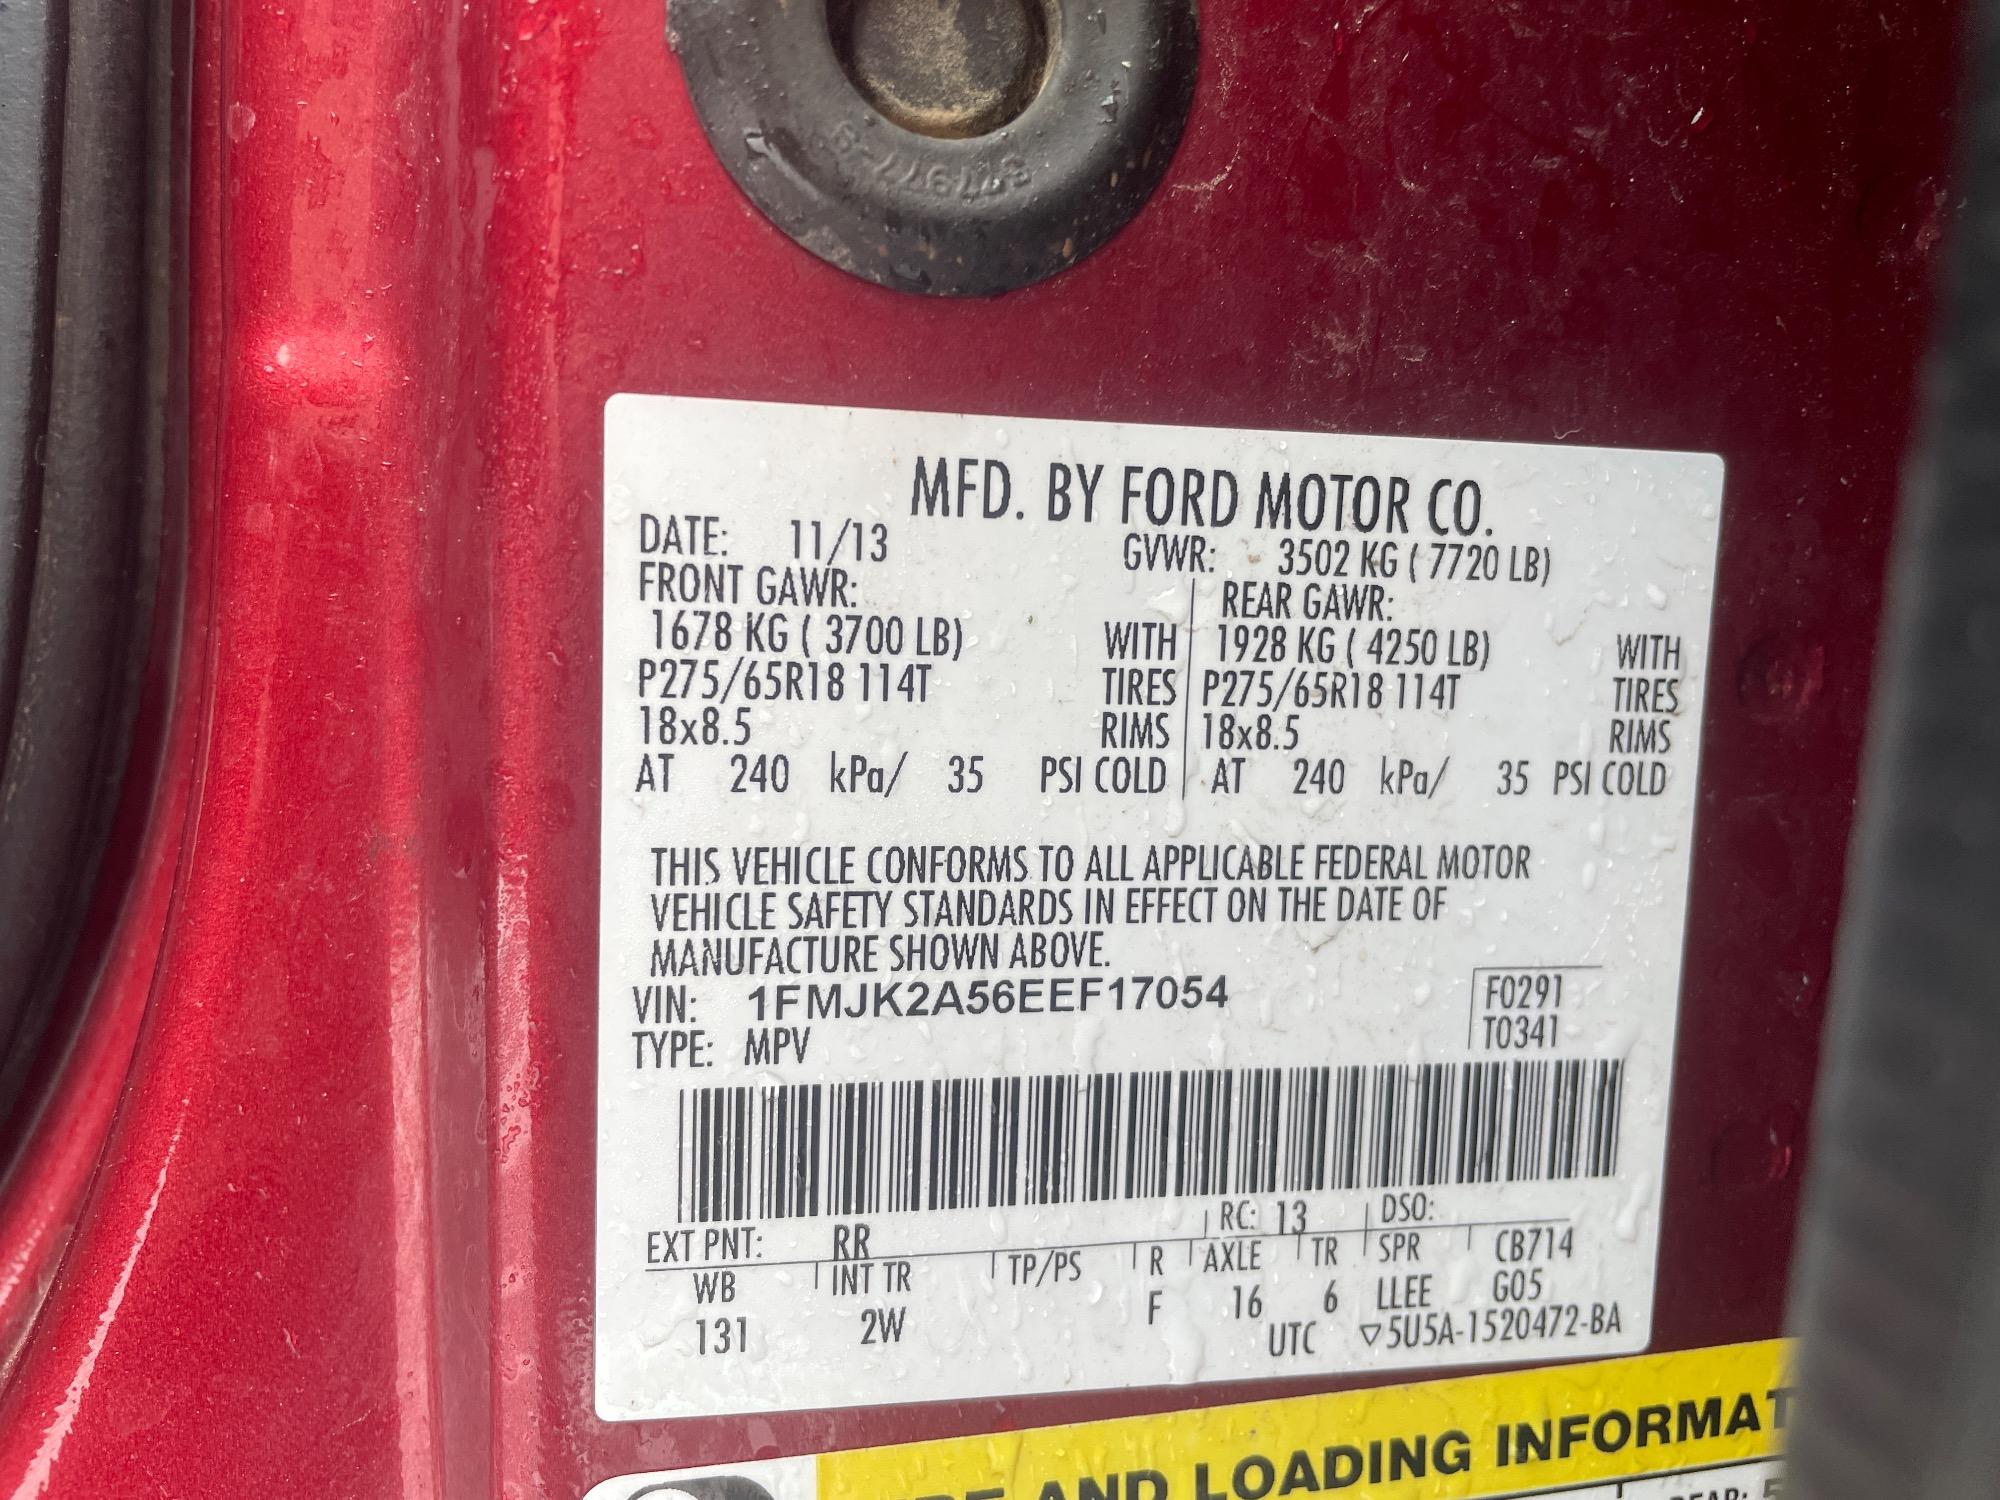 37977-9
MFD. BY FORD MOTOR CO.
DATE: 11/13 GVWR: 3502 KG ( 7720 LB)
FRONT GAWR: REAR GAWR:
1678 KG ( 3700 LB) WITH 1928 KG ( 4250 LB) WITH
P275/65R18 114T TIRES P275/65R18 114T TIRES
18x8.5 RIMS 18x8.5 RIMS
AT 240 kPa/ 35 PSI COLD AT 240 kPa/ 35 PSI COLD
THIS VEHICLE CONFORMS TO ALL APPLICABLE FEDERAL MOTOR
VEHICLE SAFETY STANDARDS IN EFFECT ON THE DATE OF
MANUFACTURE SHOWN ABOVE.
VIN: 1FMJK2A56EEF17054 F0291
TYPE: MPV T0341
EXT PNT: RR RC: 13 DSO:
WB INT TR TP/PS R AXLE TR SPR CB714
131 2W F 16 6 LLEE G05
UTC ▽5U5A-1520472-BA
AND LOADING INFORMAT